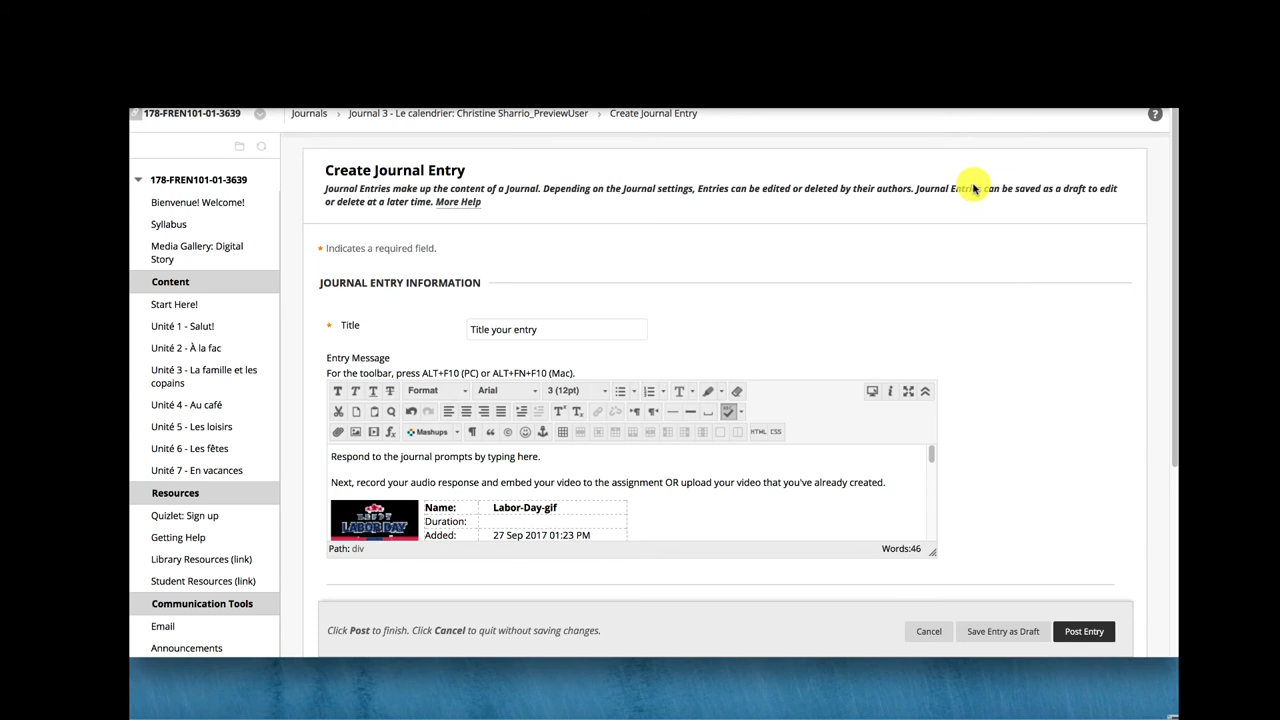 178-FREN101-01-3639
Journals > Journal 3 - Le calendrier: Christine Sharrio_PreviewUser > Create Journal Entry
?
178-FREN101-01-3639
Bienvenue! Welcome!
Syllabus
Media Gallery: Digital
Story
Content
Start Here!
Unité 1 - Salut!
Unité 2 - À la fac
Unité 3 - La famille et les
copains
Unité 4 - Au café
Unité 5 - Les loisirs
Unité 6 - Les fêtes
Unité 7 - En vacances
Resources
Quizlet: Sign up
Getting Help
Library Resources (link)
Student Resources (link)
Communication Tools
Email
Announcements
Create Journal Entry
Journal Entries make up the content of a Journal. Depending on the Journal settings, Entries can be edited or deleted by their authors. Journal Entries can be saved as a draft to edit
or delete at a later time. More Help
* Indicates a required field.
JOURNAL ENTRY INFORMATION
* Title
Title your entry
Entry Message
For the toolbar, press ALT+F10 (PC) or ALT+FN+F10 (Mac).
T T T T Format Arial 3 (12pt)
Mashups HTML CSS
Respond to the journal prompts by typing here.
Next, record your audio response and embed your video to the assignment OR upload your video that you've already created.
LABOR DAY
Name: Labor-Day-gif
Duration:
Added: 27 Sep 2017 01:23 PM
Path: div Words:46
Click Post to finish. Click Cancel to quit without saving changes.
Cancel Save Entry as Draft Post Entry